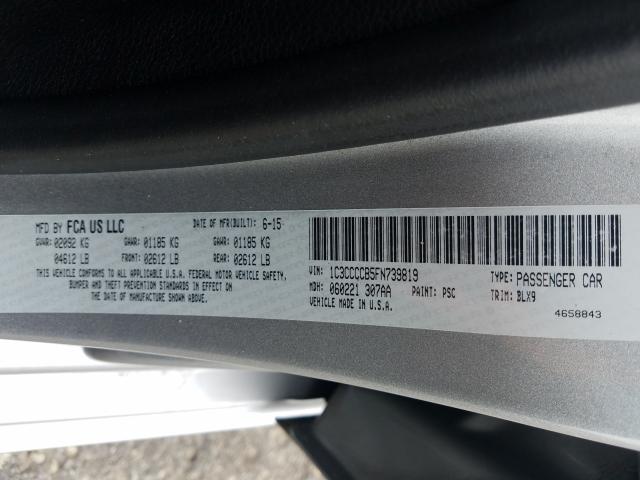 MFD BY FCA US LLC DATE OF MFR(BUILT): 6-15
GVWR: 02092 KG GAWR: 01185 KG GAWR: 01185 KG
04612 LB FRONT: 02612 LB REAR: 02612 LB
THIS VEHICLE CONFORMS TO ALL APPLICABLE U.S.A. FEDERAL MOTOR VEHICLE SAFETY,
BUMPER AND THEFT PREVENTION STANDARDS IN EFFECT ON
THE DATE OF MANUFACTURE SHOWN ABOVE.
VIN: 1C3CCCCB5FN739819 TYPE: PASSENGER CAR
MDH: 060221 307AA PAINT: PSC TRIM: BLX9
VEHICLE MADE IN U.S.A.
4658843